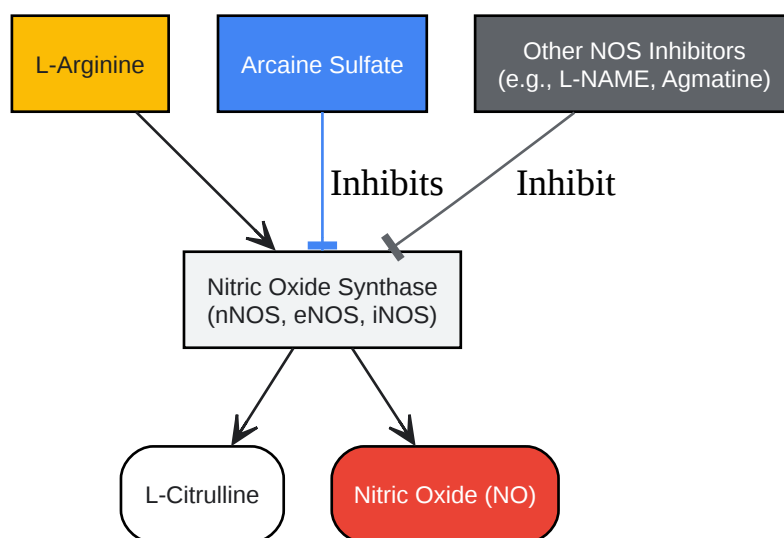 L-Arginine
Arcaine Sulfate
Other NOS Inhibitors
(e.g., L-NAME, Agmatine)
Inhibits
Inhibit
Nitric Oxide Synthase
(nNOS, eNOS, iNOS)
L-Citrulline
Nitric Oxide (NO)